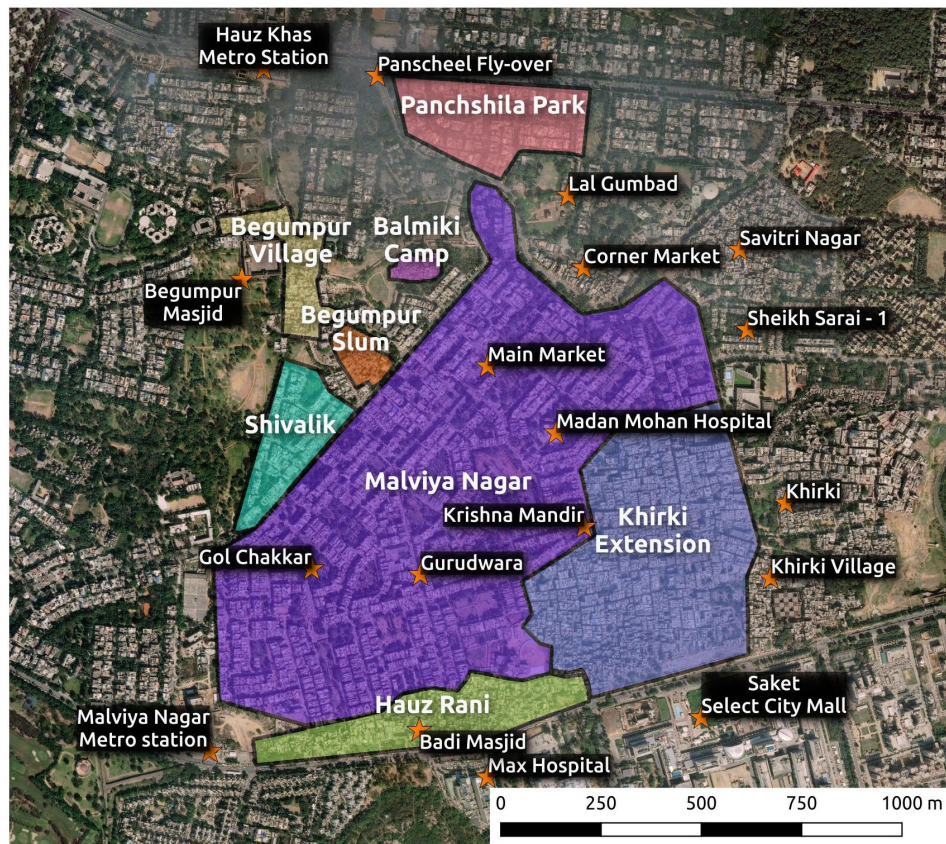 Hauz Khas
Metro Station
Panscheel Fly-over
Panchshila Park
Lal Gumbad
Begumpur
Village
Balmiki
Camp
Savitri Nagar
Corner Market
Begumpur
Masjid
Begumpur
Slum
Sheikh Sarai - 1
Main Market
Shivalik
Madan Mohan Hospital
Malviya Nagar
Khirki
Krishna Mandir
Khirki
Extension
Gol Chakkar
Gurudwara
Khirki Village
Saket
Select City Mall
Hauz Rani
Malviya Nagar
Metro station
Badi Masjid
Max Hospital
0 250 500 750 1000 m